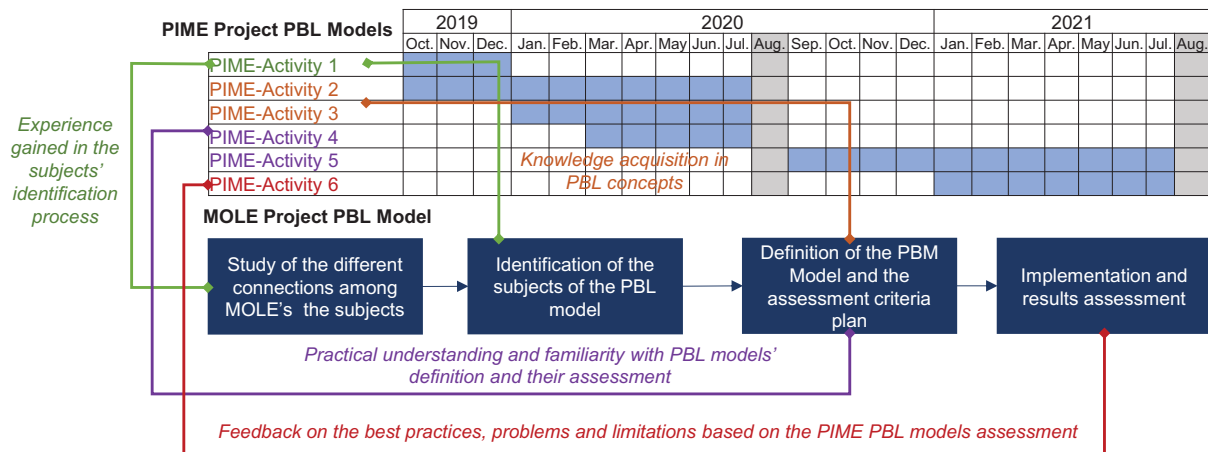 PIME Project PBL Models
2019 2020 2021
Oct. Nov. Dec. Jan. Feb. Mar. Apr. May Jun. Jul. Aug. Sep. Oct. Nov. Dec. Jan. Feb. Mar. Apr. May Jun. Jul. Aug.
PIME-Activity 1
PIME-Activity 2
PIME-Activity 3
PIME-Activity 4
PIME-Activity 5
PIME-Activity 6
Experience
gained in the
subjects'
identification
process
Knowledge acquisition in
PBL concepts
MOLE Project PBL Model
Study of the different
connections among
MOLE's the subjects
Identification of the
subjects of the PBL
model
Definition of the PBM
Model and the
assessment criteria
plan
Implementation and
results assessment
Practical understanding and familiarity with PBL models'
definition and their assessment
Feedback on the best practices, problems and limitations based on the PIME PBL models assessment